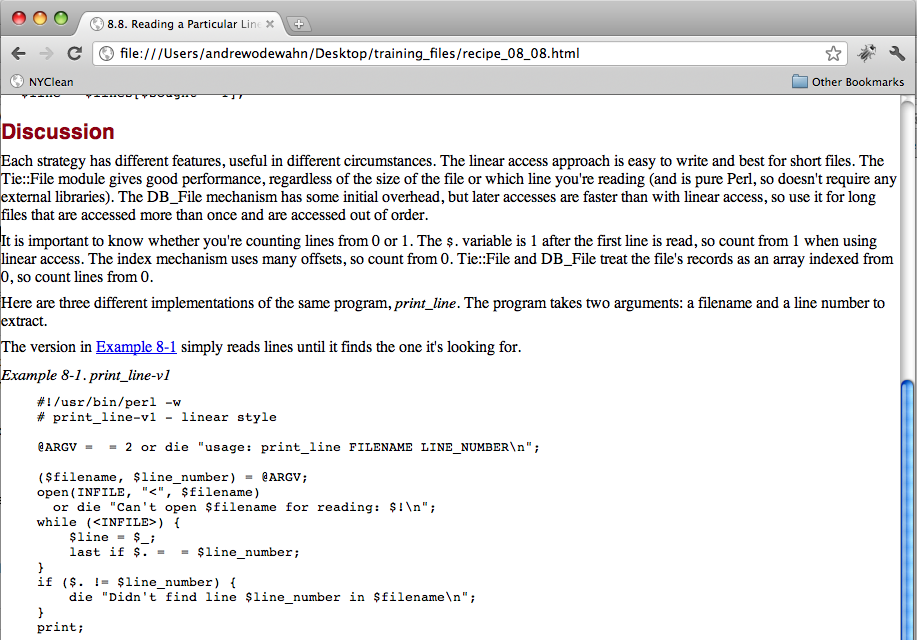 8.8. Reading a Particular Line
file:///Users/andrewodewahn/Desktop/training_files/recipe_08_08.html
NYClean
Other Bookmarks
Discussion
Each strategy has different features, useful in different circumstances. The linear access approach is easy to write and best for short files. The
Tie::File module gives good performance, regardless of the size of the file or which line you're reading (and is pure Perl, so doesn't require any
external libraries). The DB_File mechanism has some initial overhead, but later accesses are faster than with linear access, so use it for long
files that are accessed more than once and are accessed out of order.
It is important to know whether you're counting lines from 0 or 1. The $. variable is 1 after the first line is read, so count from 1 when using
linear access. The index mechanism uses many offsets, so count from 0. Tie::File and DB_File treat the file's records as an array indexed from
0, so count lines from 0.
Here are three different implementations of the same program, print_line. The program takes two arguments: a filename and a line number to
extract.
The version in Example 8-1 simply reads lines until it finds the one it's looking for.
Example 8-1. print_line-v1
#!/usr/bin/perl -w
# print_line-v1 - linear style
@ARGV =  = 2 or die "usage: print_line FILENAME LINE_NUMBER\n";
($filename, $line_number) = @ARGV;
open(INFILE, "<", $filename)
  or die "Can't open $filename for reading: $!\n";
while (<INFILE>) {
    $line = $_;
    last if $. =  = $line_number;
}
if ($. != $line_number) {
    die "Didn't find line $line_number in $filename\n";
}
print;